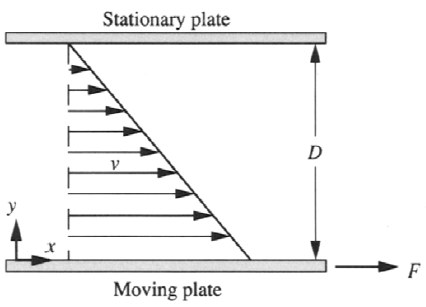 Stationary plate
v
D
y
x
F
Moving plate